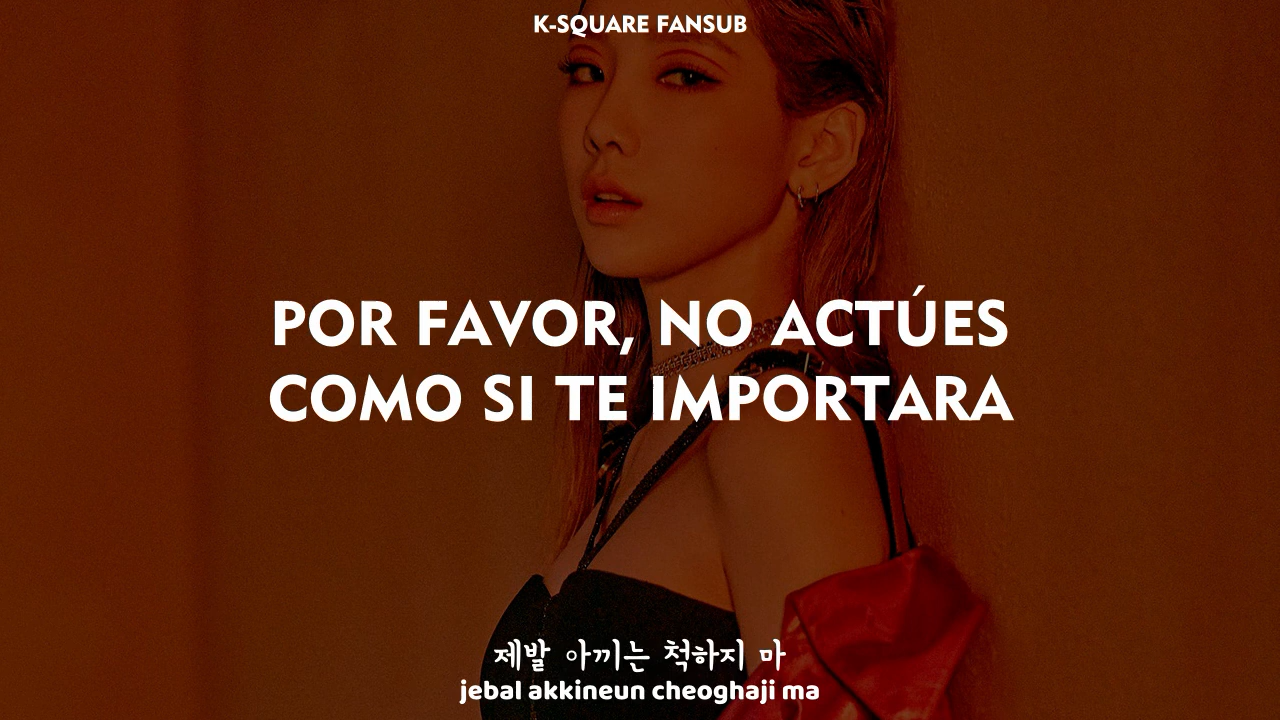 K-SQUARE FANSUB
POR FAVOR, NO ACTÚES
COMO SI TE IMPORTARA
제발 아끼는 척하지 마
jebal akkineun cheoghaji ma